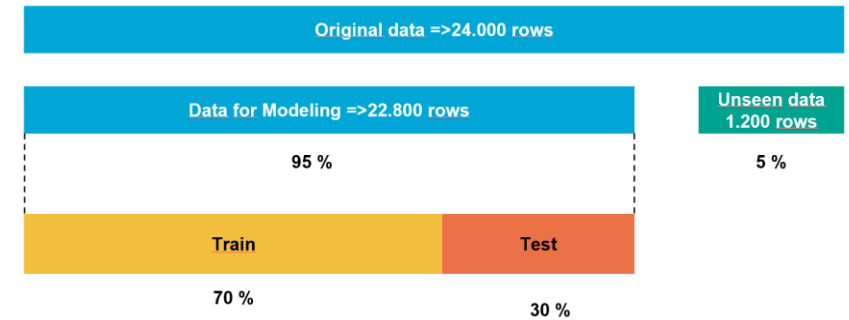 Original data =>24.000 rows
Data for Modeling =>22.800 rows
Unseen data
1.200 rows
95 %
5 %
Train
Test
70 %
30 %